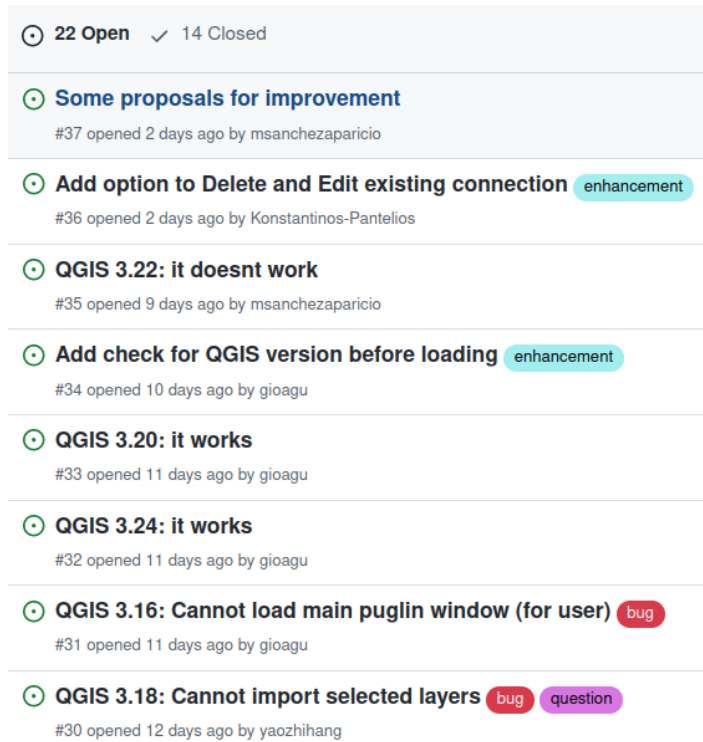 22 Open 14 Closed
Some proposals for improvement
#37 opened 2 days ago by msanchezaparicio
Add option to Delete and Edit existing connection enhancement
#36 opened 2 days ago by Konstantinos-Pantelios
QGIS 3.22: it doesnt work
#35 opened 9 days ago by msanchezaparicio
Add check for QGIS version before loading enhancement
#34 opened 10 days ago by gioagu
QGIS 3.20: it works
#33 opened 11 days ago by gioagu
QGIS 3.24: it works
#32 opened 11 days ago by gioagu
QGIS 3.16: Cannot load main puglin window (for user) bug
#31 opened 11 days ago by gioagu
QGIS 3.18: Cannot import selected layers bug question
#30 opened 12 days ago by yaozhihang